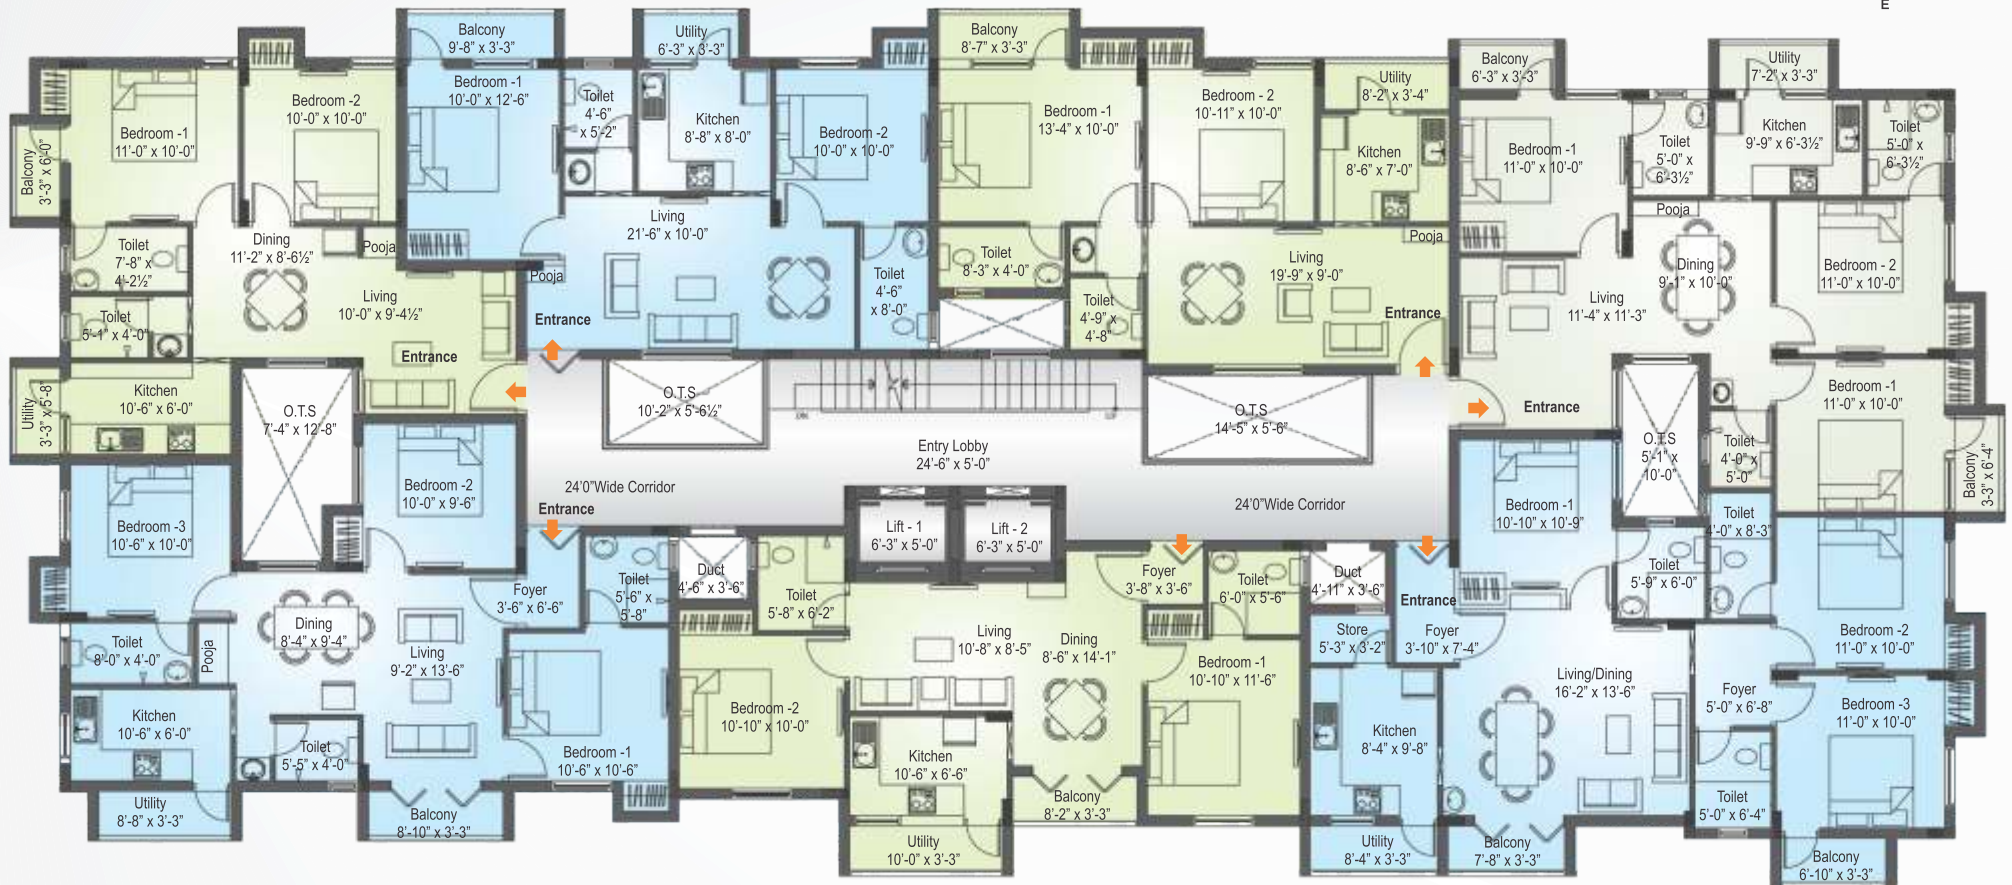 E
Balcony
9'-8" x 3'-3"
Utility
6'-3" x 3'-3"
Balcony
8'-7" x 3'-3"
Balcony
6'-3" x 3'-3"
Utility
7'-2" x 3'-3"
Bedroom -1
11'-0" x 10'-0"
Balcony
3'-3" x 6'-0"
Bedroom -2
10'-0" x 10'-0"
Toilet
7'-8" x
4'-2½"
Dining
11'-2" x 8'-6½"
Pooja
Living
10'-0" x 9'-4½"
Toilet
5'-1" x 4'-0"
Entrance
Kitchen
10'-6" x 6'-0"
Utility
3'-3" x 5'-8"
O.T.S
7'-4" x 12'-8"
Bedroom -1
10'-0" x 12'-6"
Toilet
4'-6"
x 5'-2"
Kitchen
8'-8" x 8'-0"
Bedroom -2
10'-0" x 10'-0"
Living
21'-6" x 10'-0"
Pooja
Toilet
4'-6"
x 8'-0"
Entrance
Bedroom -1
13'-4" x 10'-0"
Bedroom - 2
10'-11" x 10'-0"
Utility
8'-2" x 3'-4"
Kitchen
8'-6" x 7'-0"
Toilet
8'-3" x 4'-0"
Toilet
4'-9" x
4'-8"
Living
19'-9" x 9'-0"
Pooja
Entrance
Bedroom -1
11'-0" x 10'-0"
Toilet
5'-0" x
6'-3½"
Kitchen
9'-9" x 6'-3½"
Toilet
5'-0" x
6'-3½"
Pooja
Dining
9'-1" x 10'-0"
Living
11'-4" x 11'-3"
Bedroom - 2
11'-0" x 10'-0"
Bedroom -1
11'-0" x 10'-0"
Entrance
O.T.S
5'-1" x
10'-0"
Toilet
4'-0" x
5'-0"
Balcony
3'-3" x 6'-4"
O.T.S
10'-2" x 5'-6½"
O.T.S
14'-5" x 5'-6"
Entry Lobby
24'-6" x 5'-0"
24'0"Wide Corridor
24'0"Wide Corridor
Lift - 1
6'-3" x 5'-0"
Lift - 2
6'-3" x 5'-0"
Entrance
Bedroom -3
10'-6" x 10'-0"
Bedroom -2
10'-0" x 9'-6"
Foyer
3'-6" x 6'-6"
Toilet
5'-6" x
5'-8"
Toilet
8'-0" x 4'-0"
Pooja
Dining
8'-4" x 9'-4"
Living
9'-2" x 13'-6"
Kitchen
10'-6" x 6'-0"
Toilet
5'-5" x 4'-0"
Bedroom -1
10'-6" x 10'-6"
Utility
8'-8" x 3'-3"
Balcony
8'-10" x 3'-3"
Duct
4'-6" x 3'-6"
Toilet
5'-8" x 6'-2"
Living
10'-8" x 8'-5"
Dining
8'-6" x 14'-1"
Foyer
3'-8" x 3'-6"
Toilet
6'-0" x 5'-6"
Bedroom -2
10'-10" x 10'-0"
Bedroom -1
10'-10" x 11'-6"
Kitchen
10'-6" x 6'-6"
Balcony
8'-2" x 3'-3"
Utility
10'-0" x 3'-3"
Duct
4'-11" x 3'-6"
Entrance
Store
5'-3" x 3'-2"
Foyer
3'-10" x 7'-4"
Bedroom -1
10'-10" x 10'-9"
Toilet
5'-9" x 6'-0"
Toilet
4'-0" x 8'-3"
Bedroom -2
11'-0" x 10'-0"
Living/Dining
16'-2" x 13'-6"
Foyer
5'-0" x 6'-8"
Bedroom -3
11'-0" x 10'-0"
Kitchen
8'-4" x 9'-8"
Toilet
5'-0" x 6'-4"
Utility
8'-4" x 3'-3"
Balcony
7'-8" x 3'-3"
Balcony
6'-10" x 3'-3"